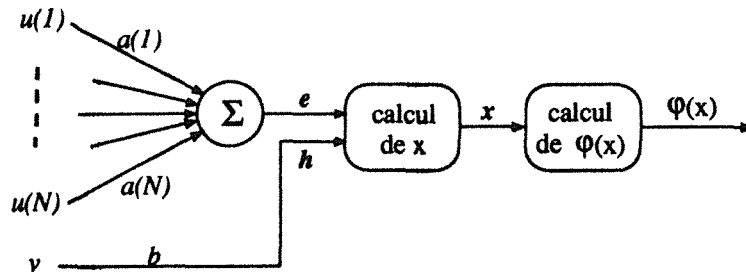 u(1)
a(1)
Σ
e
calcul
de x
x
calcul
de φ(x)
φ(x)
h
a(N)
u(N)
b
v